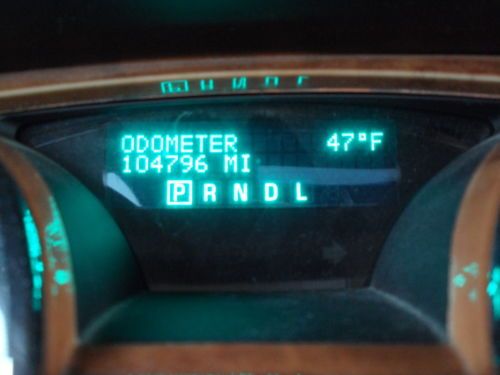 ODOMETER 47°F
104796 MI
P R N D L